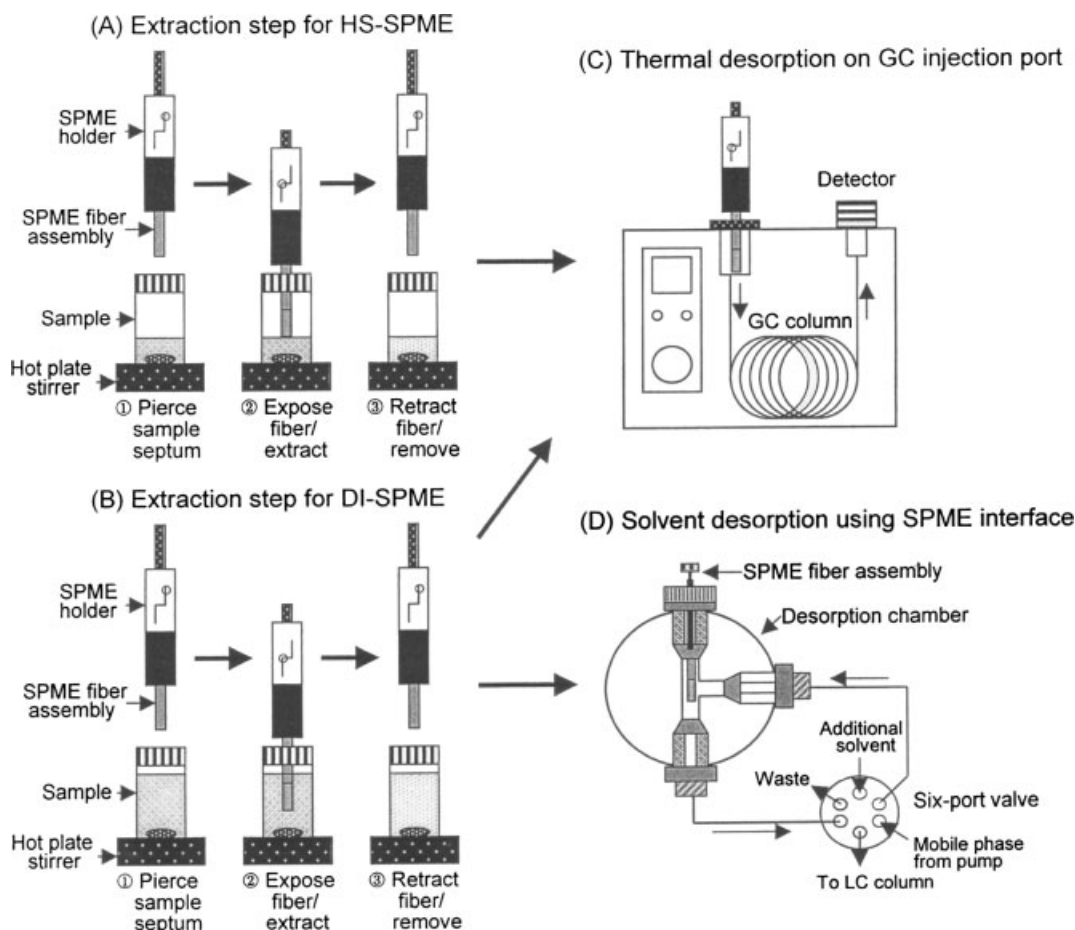 (A) Extraction step for HS-SPME
SPME
holder
SPME fiber
assembly
Sample
Hot plate
stirrer
① Pierce
sample
septum
② Expose
fiber/
extract
③ Retract
fiber/
remove
(B) Extraction step for DI-SPME
SPME
holder
SPME fiber
assembly
Sample
Hot plate
stirrer
① Pierce
sample
septum
② Expose
fiber/
extract
③ Retract
fiber/
remove
(C) Thermal desorption on GC injection port
Detector
GC column
(D) Solvent desorption using SPME interface
SPME fiber assembly
Desorption chamber
Additional
solvent
Waste
Six-port valve
Mobile phase
from pump
To LC column